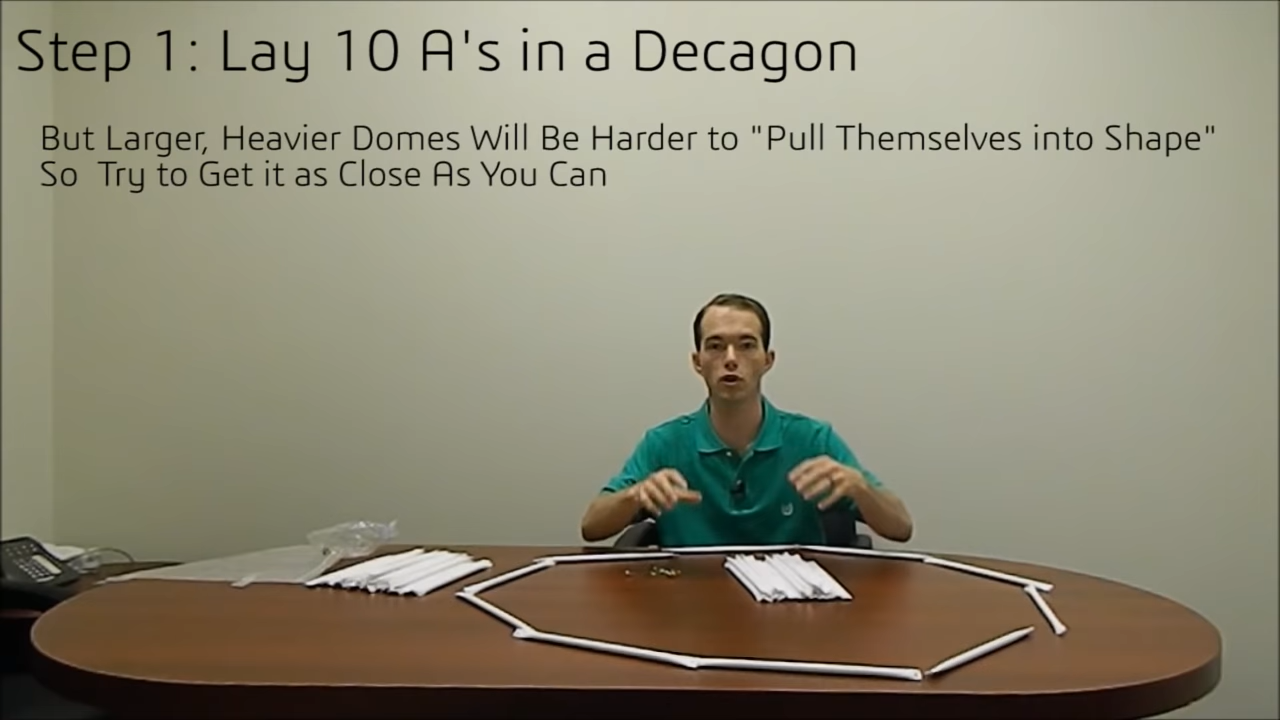 Step 1: Lay 10 A's in a Decagon
But Larger, Heavier Domes Will Be Harder to "Pull Themselves into Shape"
So Try to Get it as Close As You Can